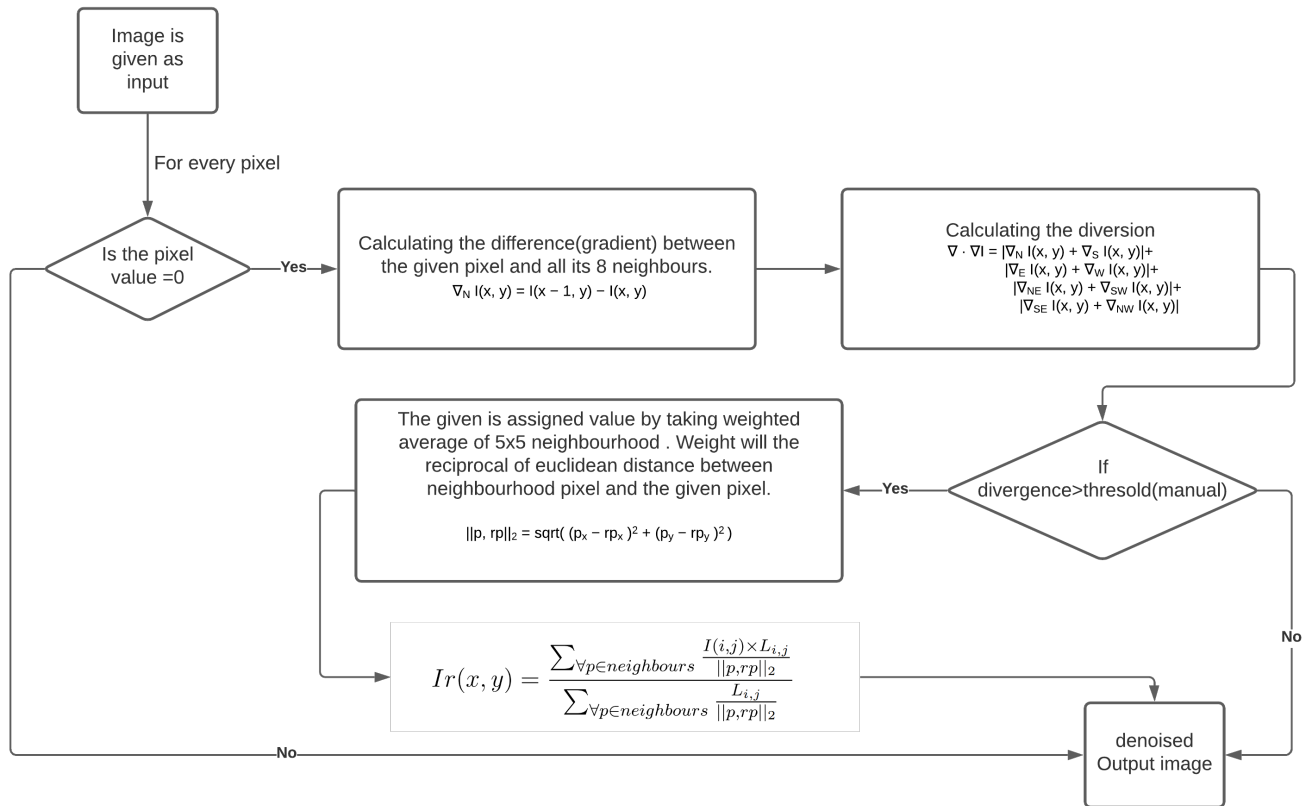 Image is
given as
input
For every pixel
Is the pixel
value =0
Yes
Calculating the difference(gradient) between
the given pixel and all its 8 neighbours.
∇N I(x, y) = I(x − 1, y) − I(x, y)
Calculating the diversion
∇ · ∇I = |∇N I(x, y) + ∇S I(x, y)|+
|∇E I(x, y) + ∇W I(x, y)|+
|∇NE I(x, y) + ∇SW I(x, y)|+
|∇SE I(x, y) + ∇NW I(x, y)|
If
divergence>thresold(manual)
Yes
The given is assigned value by taking weighted
average of 5x5 neighbourhood . Weight will the
reciprocal of euclidean distance between
neighbourhood pixel and the given pixel.
||p, rp||2 = sqrt( (px − rpx )2 + (py − rpy )2 )
No
Ir(x, y) = ∑∀p∈neighbours I(i,j)×Li,j / ||p,rp||2
∑∀p∈neighbours Li,j / ||p,rp||2
No
denoised
Output image